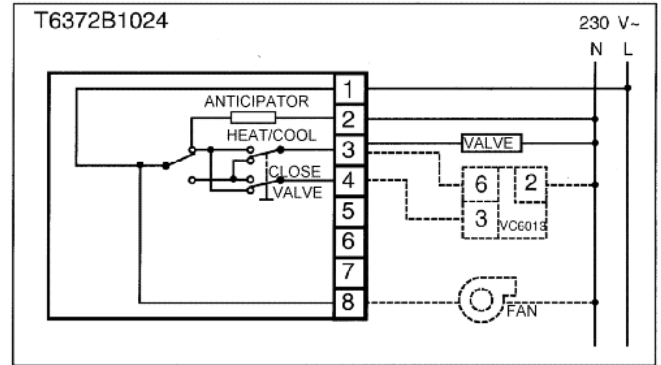 T6372B1024
230 V~
N L
1
ANTICIPATOR
2
HEAT/COOL
3
VALVE
CLOSE
4
VALVE
6 2
5
3 VC6013
6
7
8
FAN